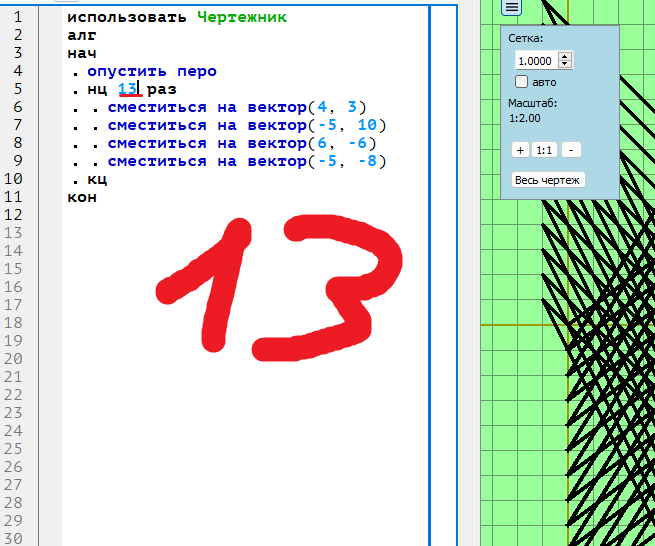 1 использовать Чертежник
2 алг
3 нач
4 . опустить перо
5 . нц 13 раз
6 . . сместиться на вектор(4, 3)
7 . . сместиться на вектор(-5, 10)
8 . . сместиться на вектор(6, -6)
9 . . сместиться на вектор(-5, -8)
10 . кц
11 кон
12
13
14
15
16
17
18
19
20
21
22
23
24
25
26
27
28
29
30
13
Сетка:
1.0000
авто
Масштаб:
1:2.00
+ 1:1 -
Весь чертеж